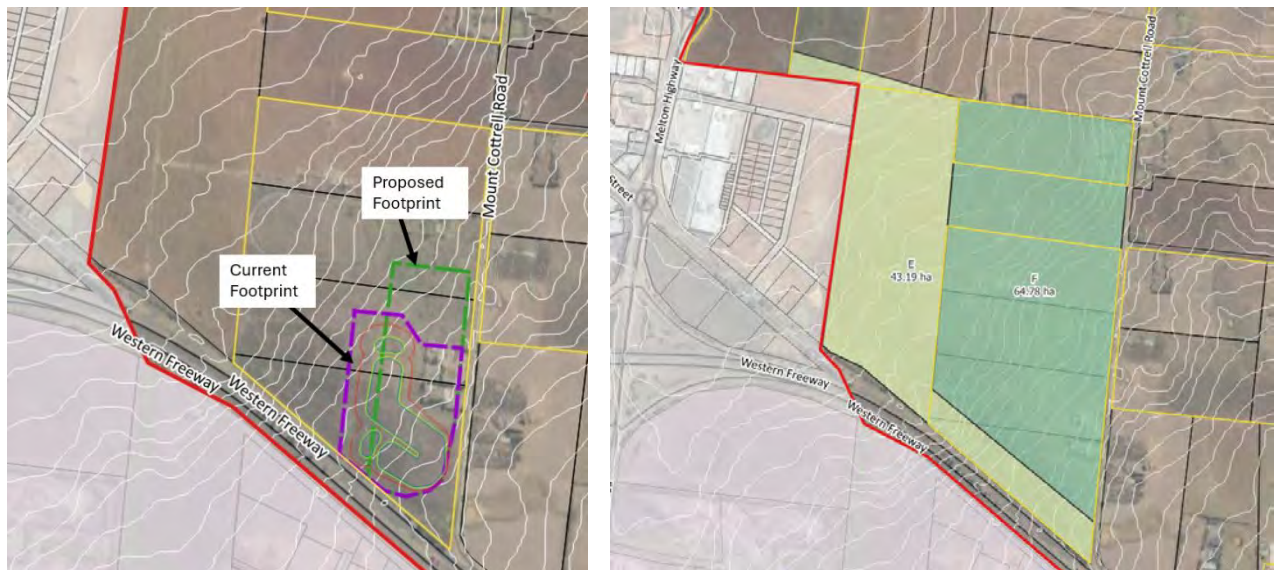 Mount Cottrell Road
Proposed
Footprint
Current
Footprint
Western Freeway
Western Freeway
Melton Highway
Street
Mount Cottrell Road
E
43.19 ha
F
64.78 ha
Western Freeway
Western Freeway